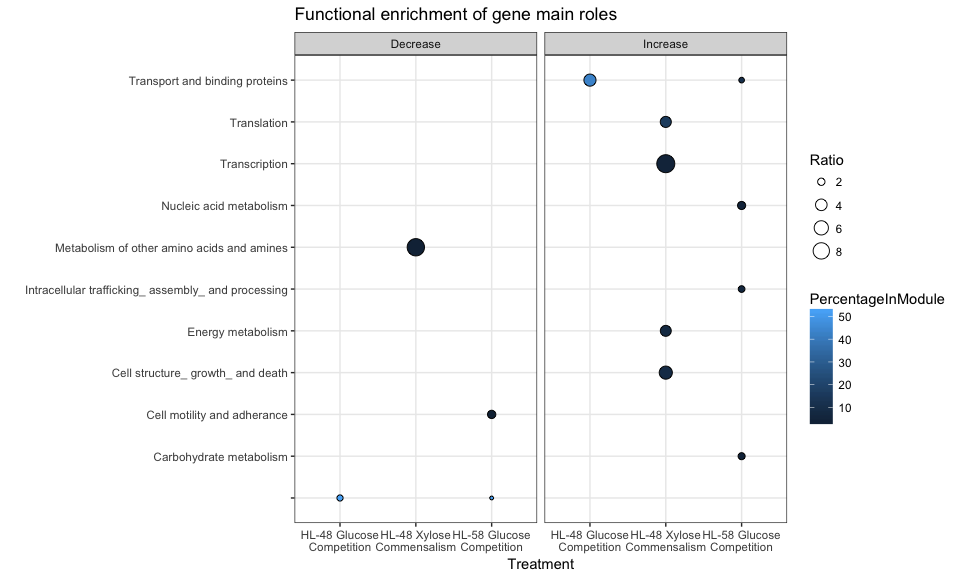 Functional enrichment of gene main roles
Decrease
Increase
Transport and binding proteins
Translation
Transcription
Nucleic acid metabolism
Metabolism of other amino acids and amines
Intracellular trafficking_ assembly_ and processing
Energy metabolism
Cell structure_ growth_ and death
Cell motility and adherance
Carbohydrate metabolism
HL-48 Glucose HL-48 Xylose HL-58 Glucose
Competition Commensalism Competition
HL-48 Glucose HL-48 Xylose HL-58 Glucose
Competition Commensalism Competition
Treatment
Ratio
2
4
6
8
PercentageInModule
50
40
30
20
10